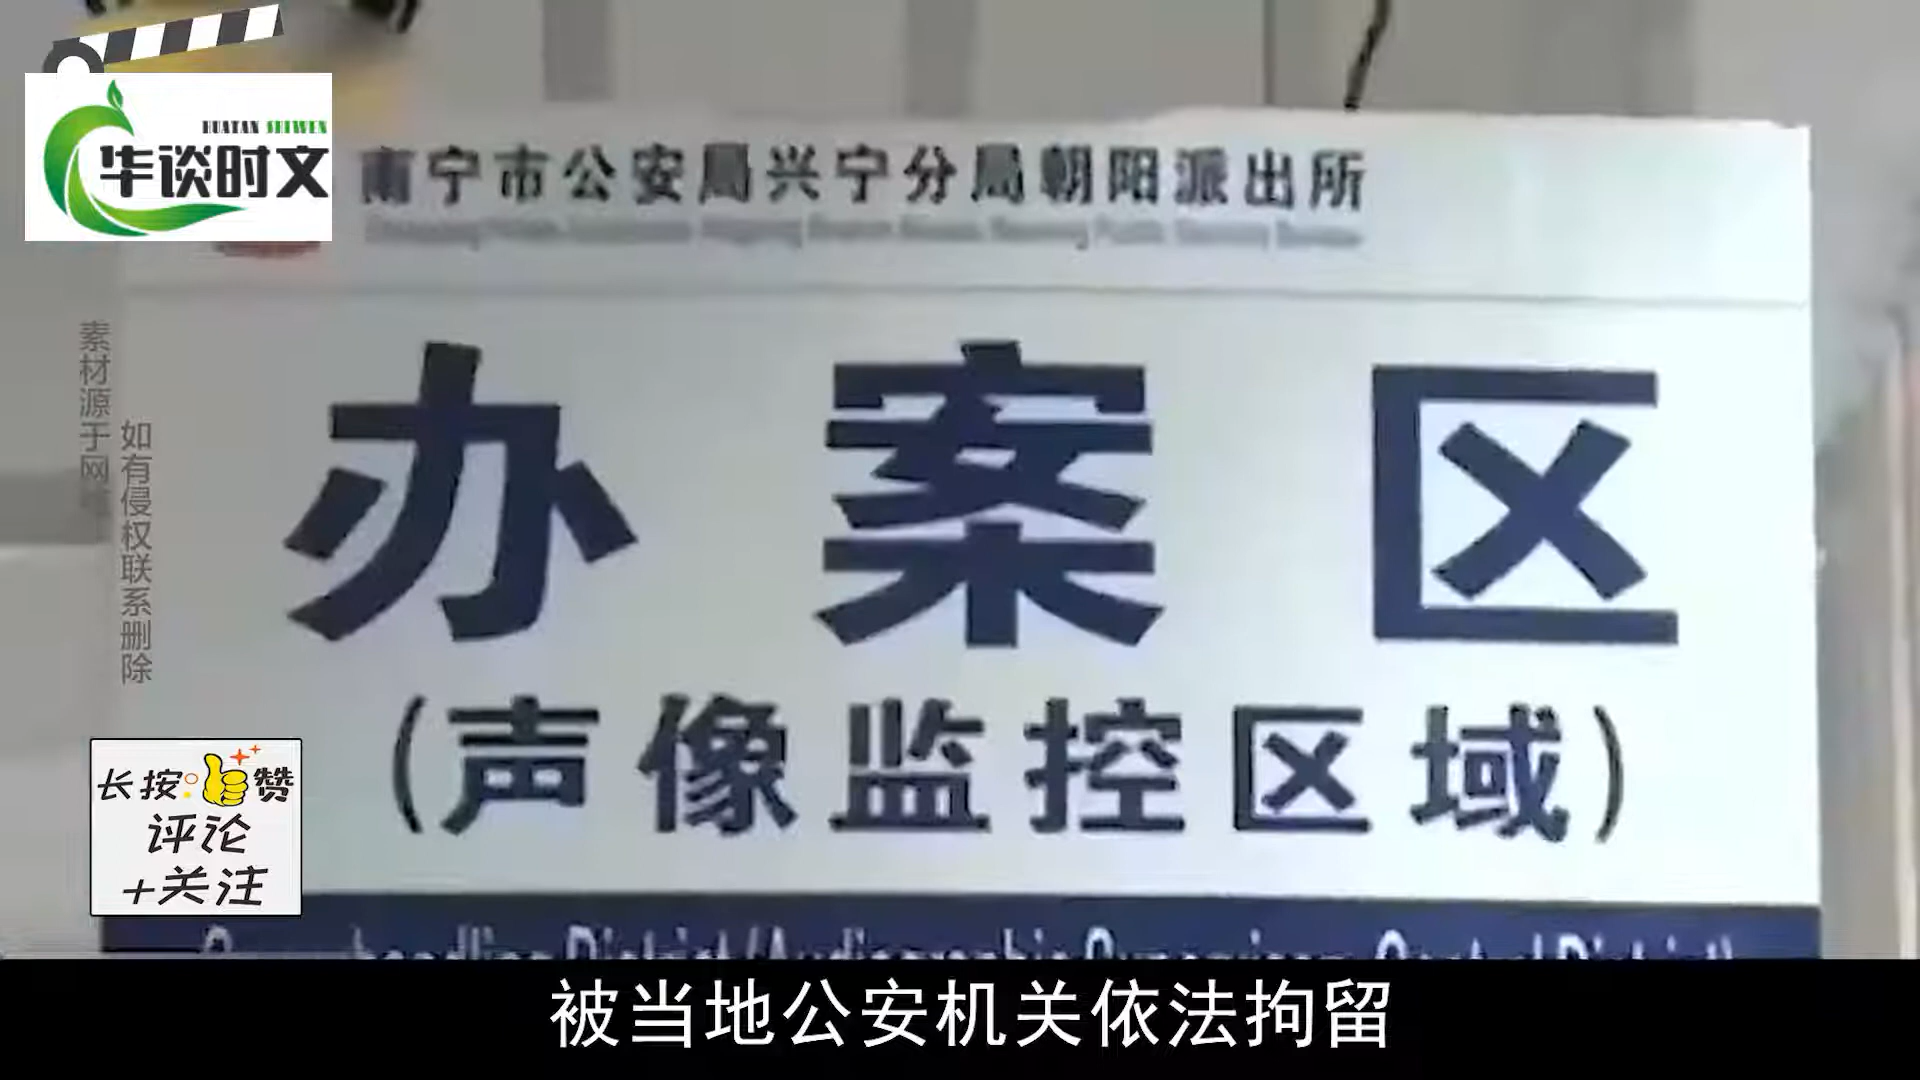 HUATAN SHIWEN
华谈时文
南宁市公安局兴宁分局朝阳派出所
素材源于网络
如有侵权联系删除
办案区
(声像监控区域)
长按赞
评论
+关注
被当地公安机关依法拘留